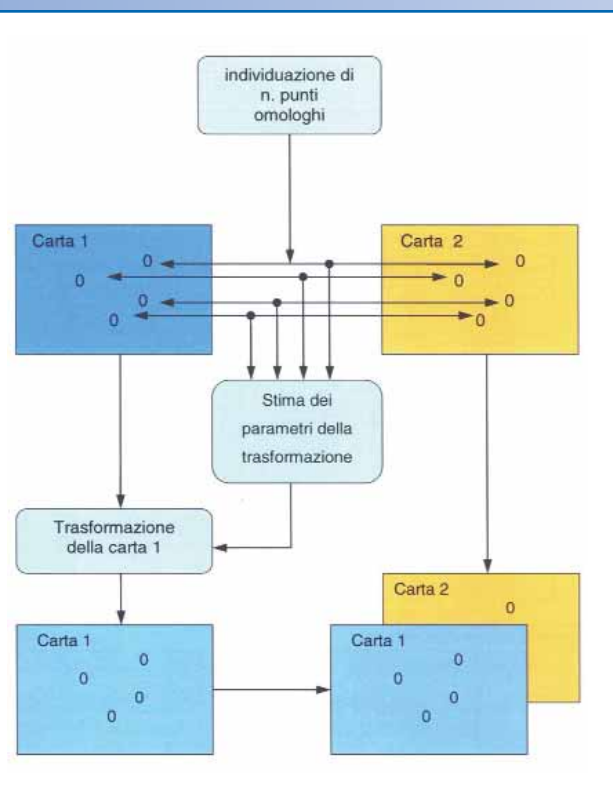 individuazione di
n. punti
omologhi
Carta 1
0
0
0
0
Carta 2
0
0
0
0
Stima dei
parametri della
trasformazione
Trasformazione
della carta 1
Carta 2
0
Carta 1
0
0
0
0
Carta 1
0
0
0
0